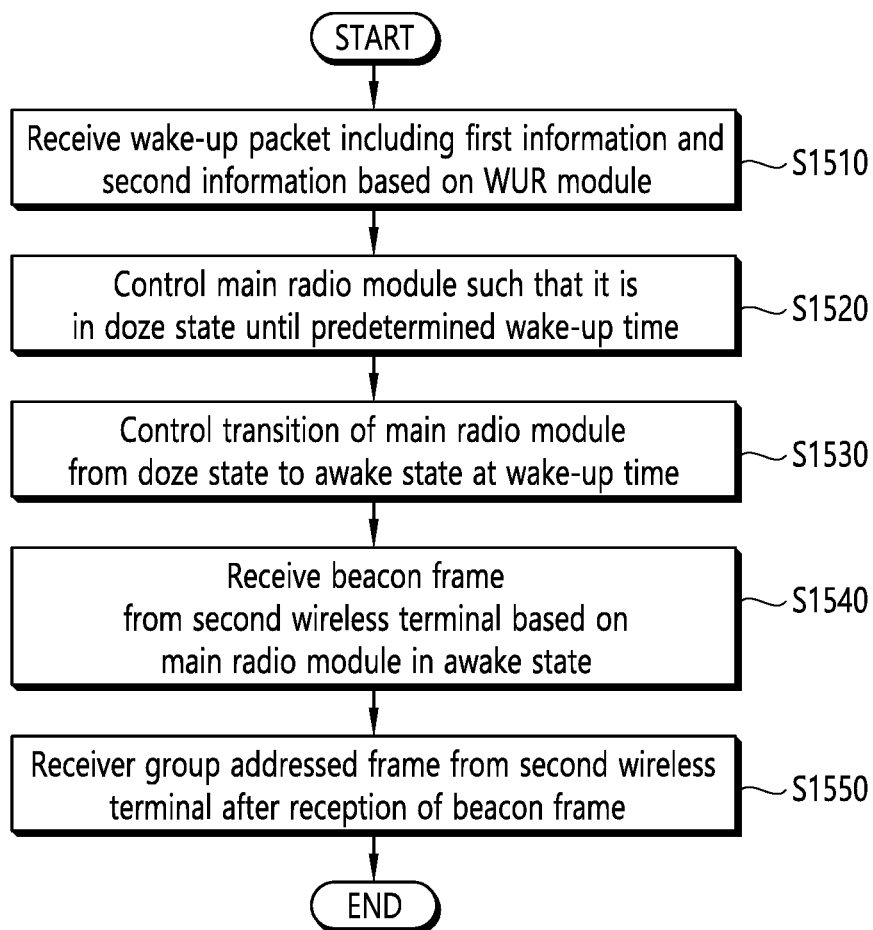 START
Receive wake-up packet including first information and
second information based on WUR module
S1510
Control main radio module such that it is
in doze state until predetermined wake-up time
S1520
Control transition of main radio module
from doze state to awake state at wake-up time
S1530
Receive beacon frame
from second wireless terminal based on
main radio module in awake state
S1540
Receiver group addressed frame from second wireless
terminal after reception of beacon frame
S1550
END